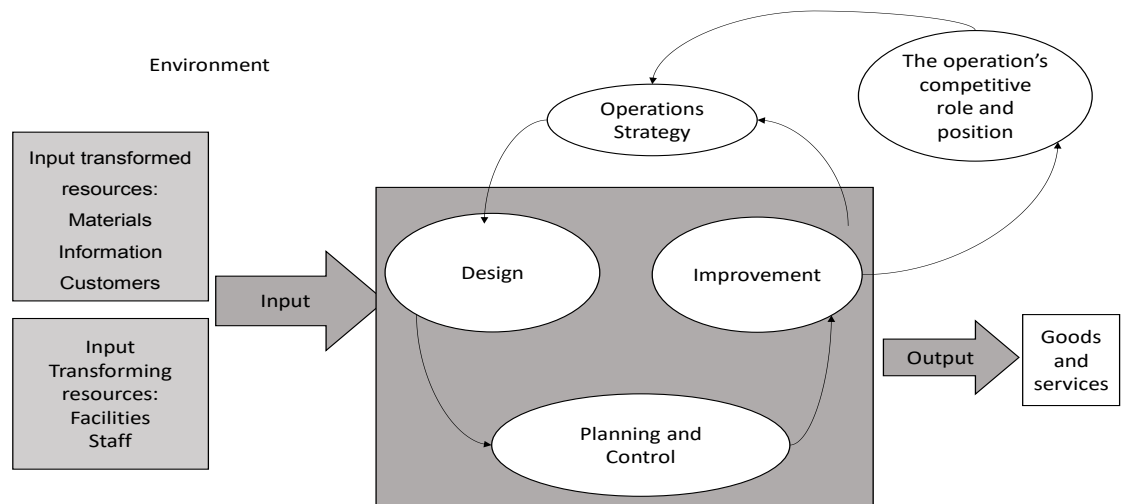 Environment
The operation's
competitive
role and
position
Operations
Strategy
Input transformed
resources:
Materials
Information
Customers
Design
Improvement
Input
Input
Transforming
resources:
Facilities
Staff
Output
Goods
and
services
Planning and
Control